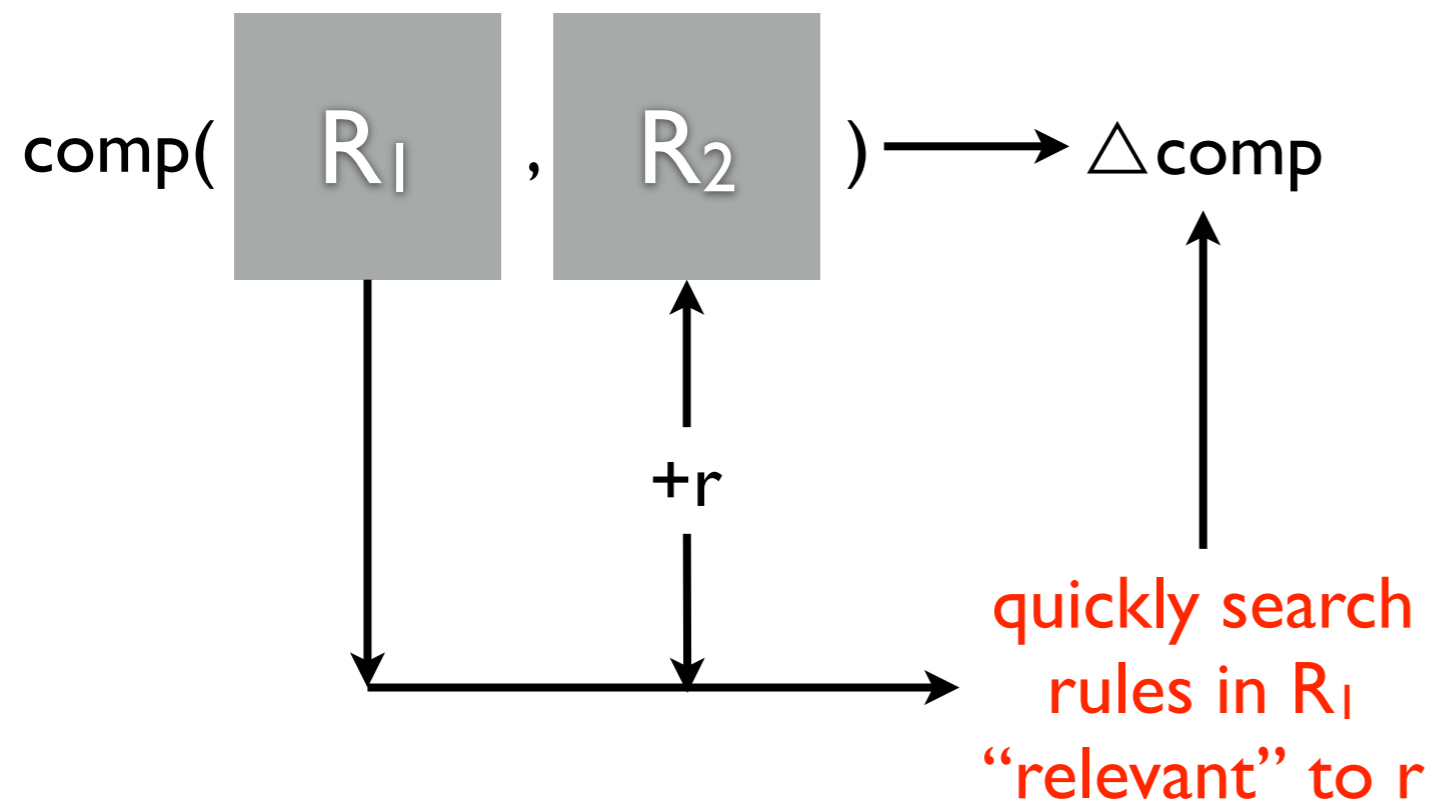 comp( R₁ , R₂ ) △comp
+r
quickly search
rules in R₁
“relevant” to r